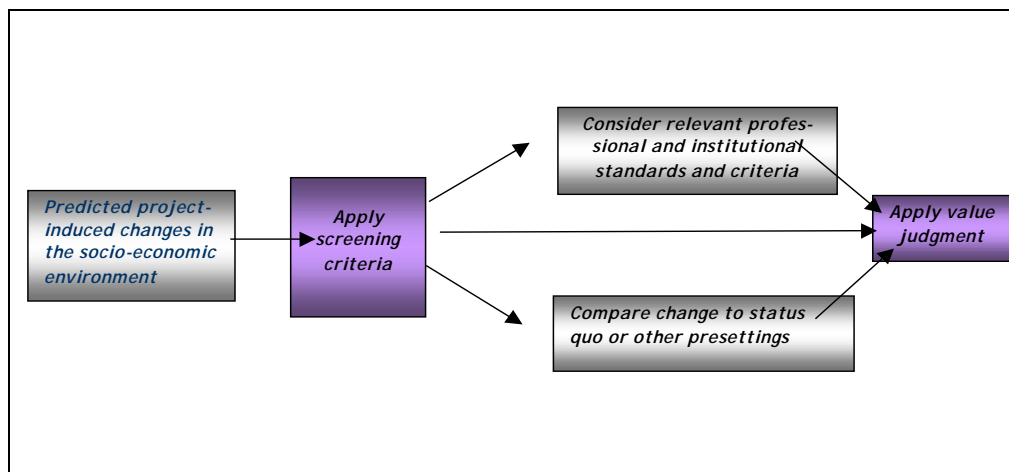 Predicted project-
induced changes in
the socio-economic
environment
Apply
screening
criteria
Consider relevant profes-
sional and institutional
standards and criteria
Compare change to status
quo or other presettings
Apply value
judgment